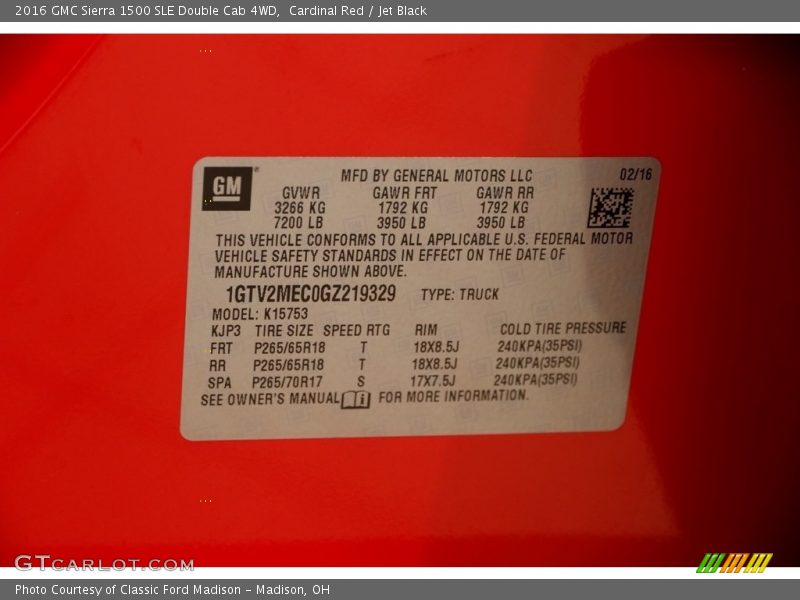 2016 GMC Sierra 1500 SLE Double Cab 4WD,  Cardinal Red / Jet Black
GM
MFD BY GENERAL MOTORS LLC 02/16
GVWR GAWR FRT GAWR RR
3266 KG 1792 KG 1792 KG
7200 LB 3950 LB 3950 LB
THIS VEHICLE CONFORMS TO ALL APPLICABLE U.S. FEDERAL MOTOR
VEHICLE SAFETY STANDARDS IN EFFECT ON THE DATE OF
MANUFACTURE SHOWN ABOVE.
1GTV2MEC0GZ219329 TYPE: TRUCK
MODEL: K15753
KJP3 TIRE SIZE SPEED RTG RIM COLD TIRE PRESSURE
FRT P265/65R18 T 18X8.5J 240KPA(35PSI)
RR P265/65R18 T 18X8.5J 240KPA(35PSI)
SPA P265/70R17 S 17X7.5J 240KPA(35PSI)
SEE OWNER'S MANUAL FOR MORE INFORMATION.
GTCARLOT.COM
Photo Courtesy of Classic Ford Madison - Madison, OH